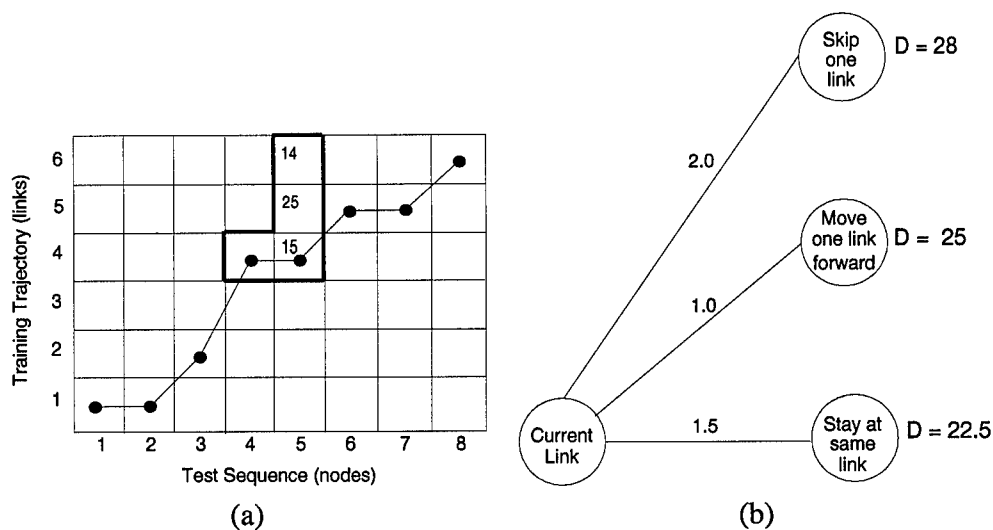 Training Trajectory (links)
6
5
4
3
2
1
14
25
15
1 2 3 4 5 6 7 8
Test Sequence (nodes)
(a)
Skip
one
link
D = 28
2.0
Move
one link
forward
D = 25
1.0
Current
Link
1.5
Stay at
same
link
D = 22.5
(b)